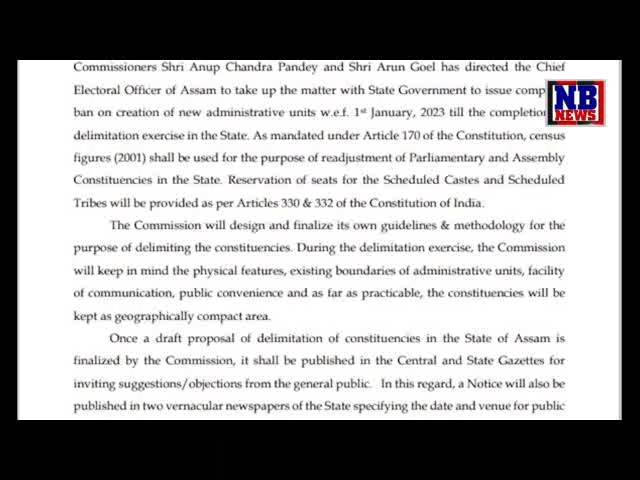 Commissioners Shri Anup Chandra Pandey and Shri Arun Goel has directed the Chief
Electoral Officer of Assam to take up the matter with State Government to issue comp
ban on creation of new administrative units w.e.f. 1st January, 2023 till the completion
delimitation exercise in the State. As mandated under Article 170 of the Constitution, census
figures (2001) shall be used for the purpose of readjustment of Parliamentary and Assembly
Constituencies in the State. Reservation of seats for the Scheduled Castes and Scheduled
Tribes will be provided as per Articles 330 & 332 of the Constitution of India.
The Commission will design and finalize its own guidelines & methodology for the
purpose of delimiting the constituencies. During the delimitation exercise, the Commission
will keep in mind the physical features, existing boundaries of administrative units, facility
of communication, public convenience and as far as practicable, the constituencies will be
kept as geographically compact area.
Once a draft proposal of delimitation of constituencies in the State of Assam is
finalized by the Commission, it shall be published in the Central and State Gazettes for
inviting suggestions/objections from the general public. In this regard, a Notice will also be
published in two vernacular newspapers of the State specifying the date and venue for public
NB
NEWS